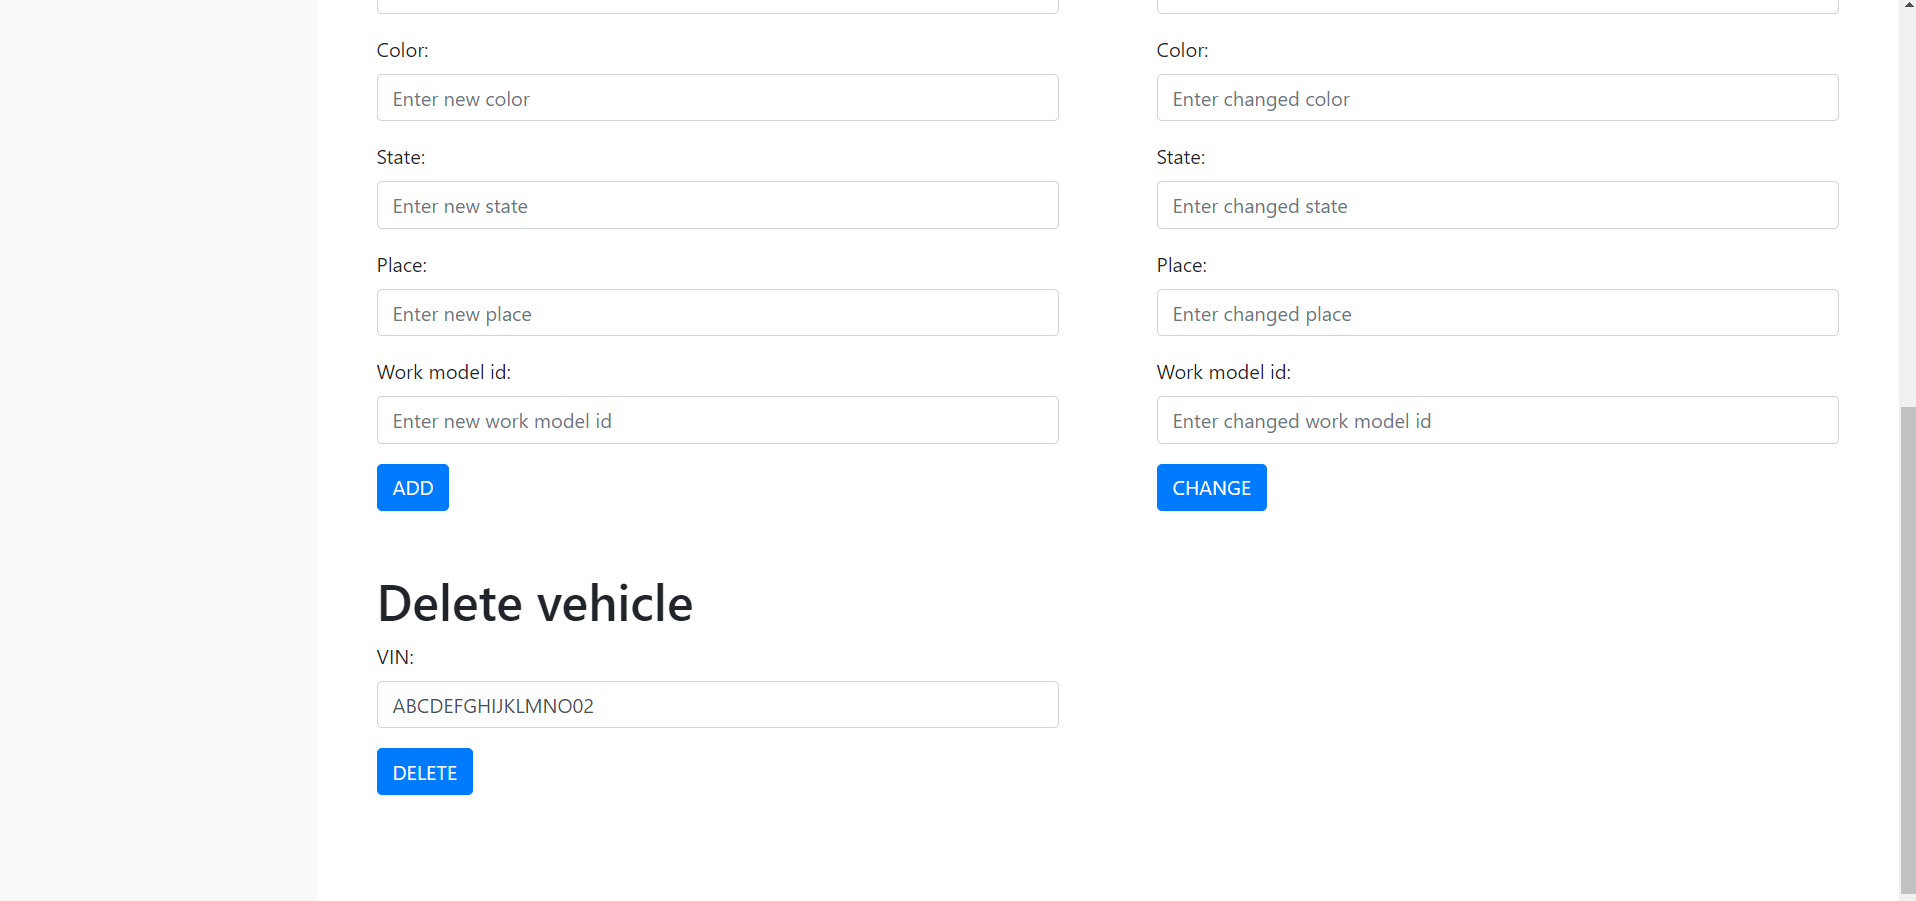 Color:
Enter new color
State:
Enter new state
Place:
Enter new place
Work model id:
Enter new work model id
ADD
Color:
Enter changed color
State:
Enter changed state
Place:
Enter changed place
Work model id:
Enter changed work model id
CHANGE
Delete vehicle
VIN:
ABCDEFGHIJKLMNO02
DELETE